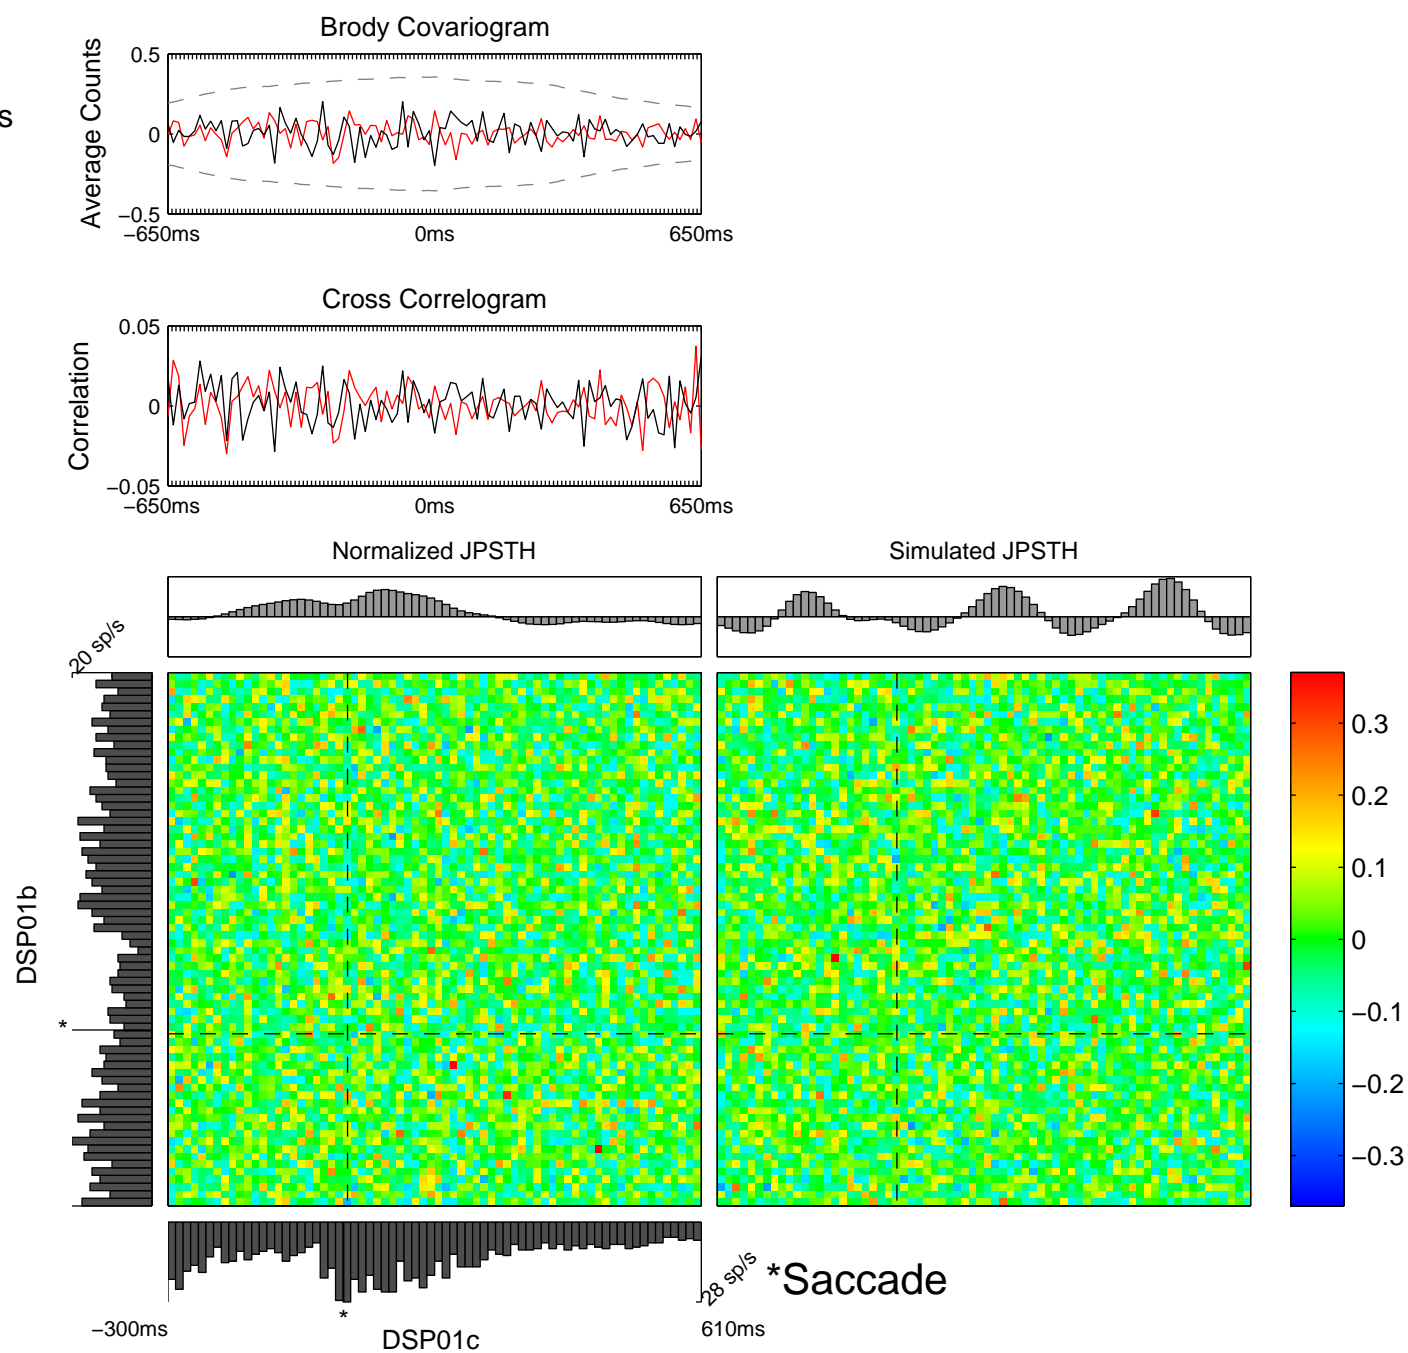 Brody Covariogram
s
Average Counts
0.5
0
−0.5
−650ms
0ms
650ms
Cross Correlogram
Correlation
0.05
0
−0.05
−650ms
0ms
650ms
Normalized JPSTH
Simulated JPSTH
20 sp/s
DSP01b
*
0.3
0.2
0.1
0
−0.1
−0.2
−0.3
28 sp/s
*Saccade
*
−300ms
DSP01c
610ms